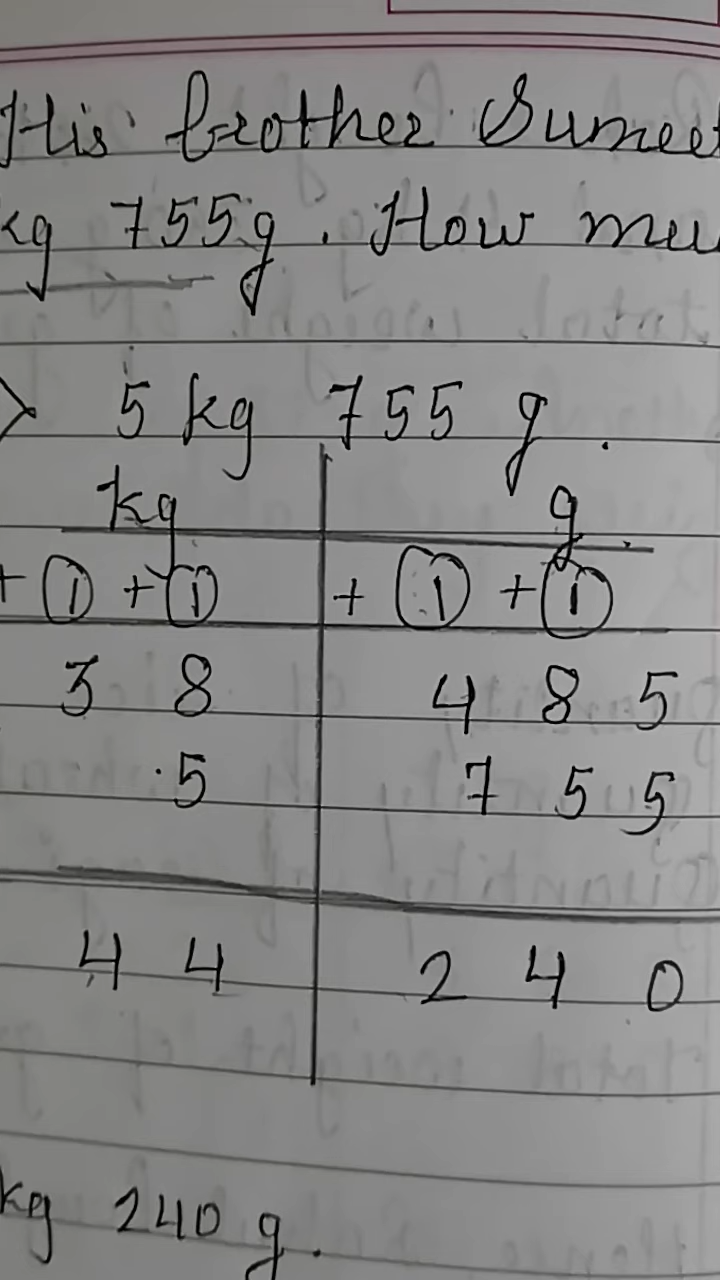 His brother Sumeet
kg 755g. How mu
> 5 kg 755 g.
kg g.
+ 1 + 1 + 1 + 1
3 8 4 8 5
5 7 5 5
4 4 2 4 0
kg 240 g.